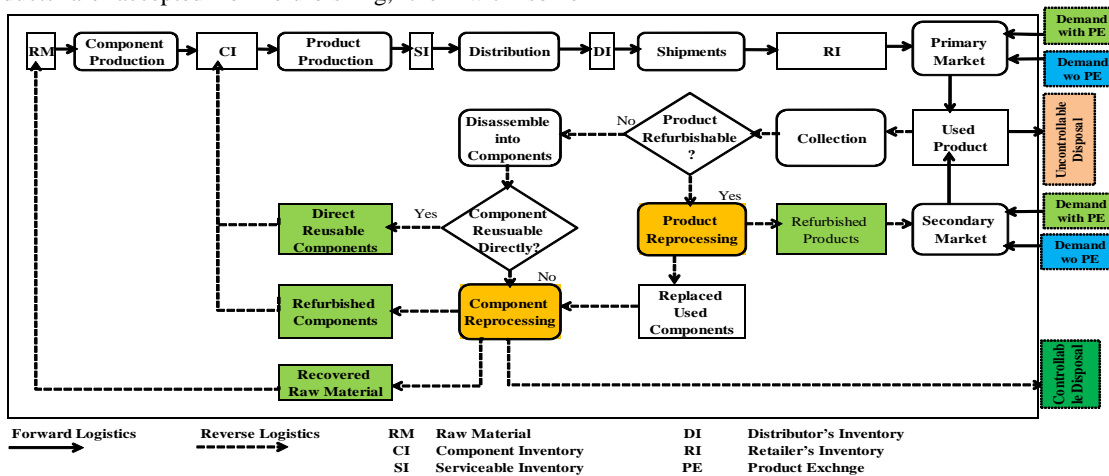 RM
Component
Production
CI
Product
Production
SI
Distribution
DI
Shipments
RI
Primary
Market
Demand
with PE
Demand
wo PE
Disassemble
into
Components
No
Product
Refurbishable
?
Collection
Used
Product
Uncontrollable
Disposal
Direct
Reusable
Components
Yes
Component
Reusuable
Directly?
Yes
Product
Reprocessing
Refurbished
Products
Secondary
Market
Demand
with PE
Demand
wo PE
No
Refurbished
Components
Component
Reprocessing
Replaced
Used
Components
Recovered
Raw Material
Controllab
le Disposal
Forward Logistics
Reverse Logistics
RM Raw Material
DI Distributor's Inventory
CI Component Inventory
RI Retailer's Inventory
SI Serviceable Inventory
PE Product Exchnge